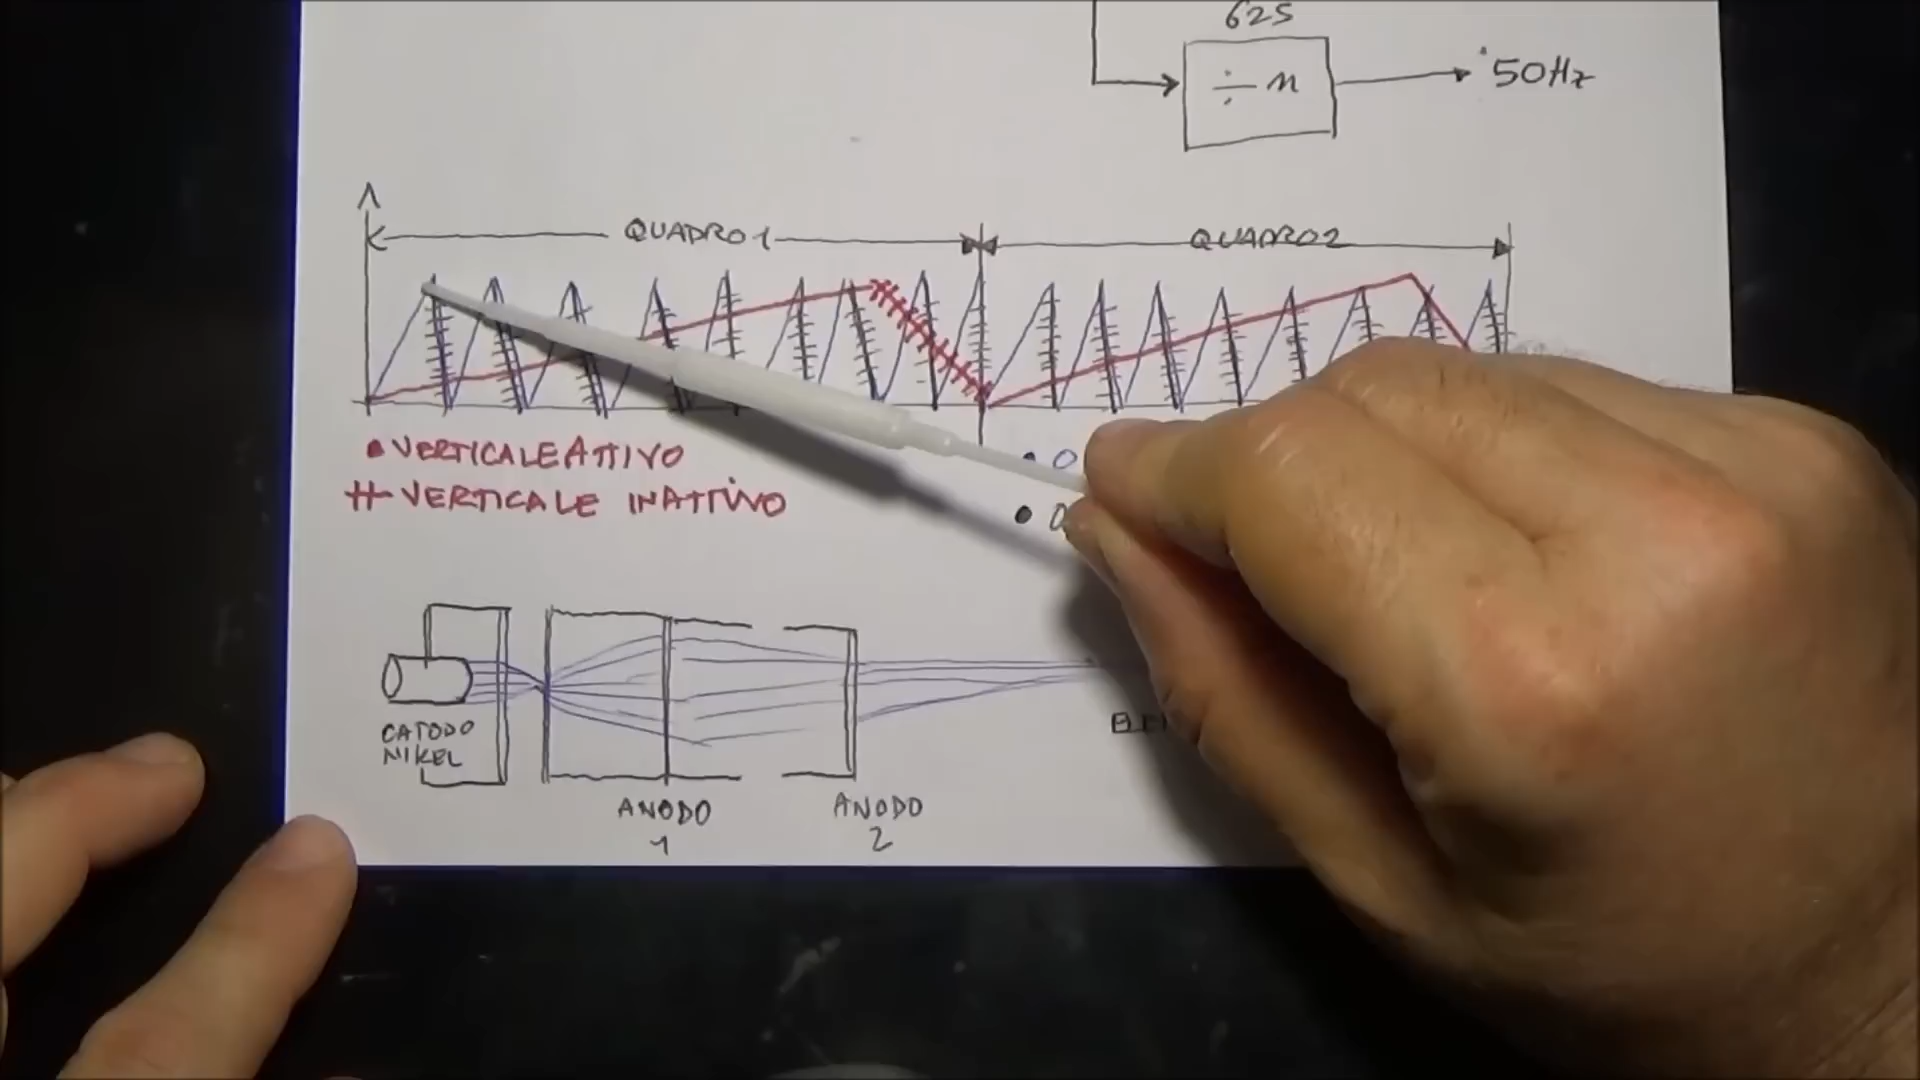 625
÷ n
50Hz
QUADRO 1
QUADRO 2
VERTICALE ATTIVO
VERTICALE INATTIVO
CATODO
NIKEL
ANODO
1
ANODO
2